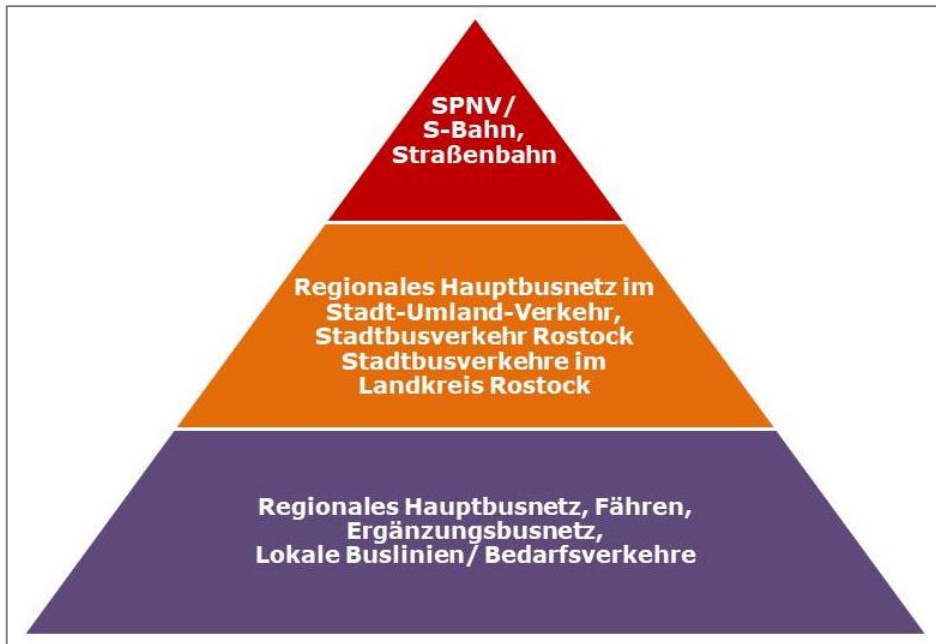 SPNV/
S-Bahn,
Straßenbahn
Regionales Hauptbusnetz im
Stadt-Umland-Verkehr,
Stadtbusverkehr Rostock
Stadtbusverkehre im
Landkreis Rostock
Regionales Hauptbusnetz, Fähren,
Ergänzungsbusnetz,
Lokale Buslinien/ Bedarfsverkehre